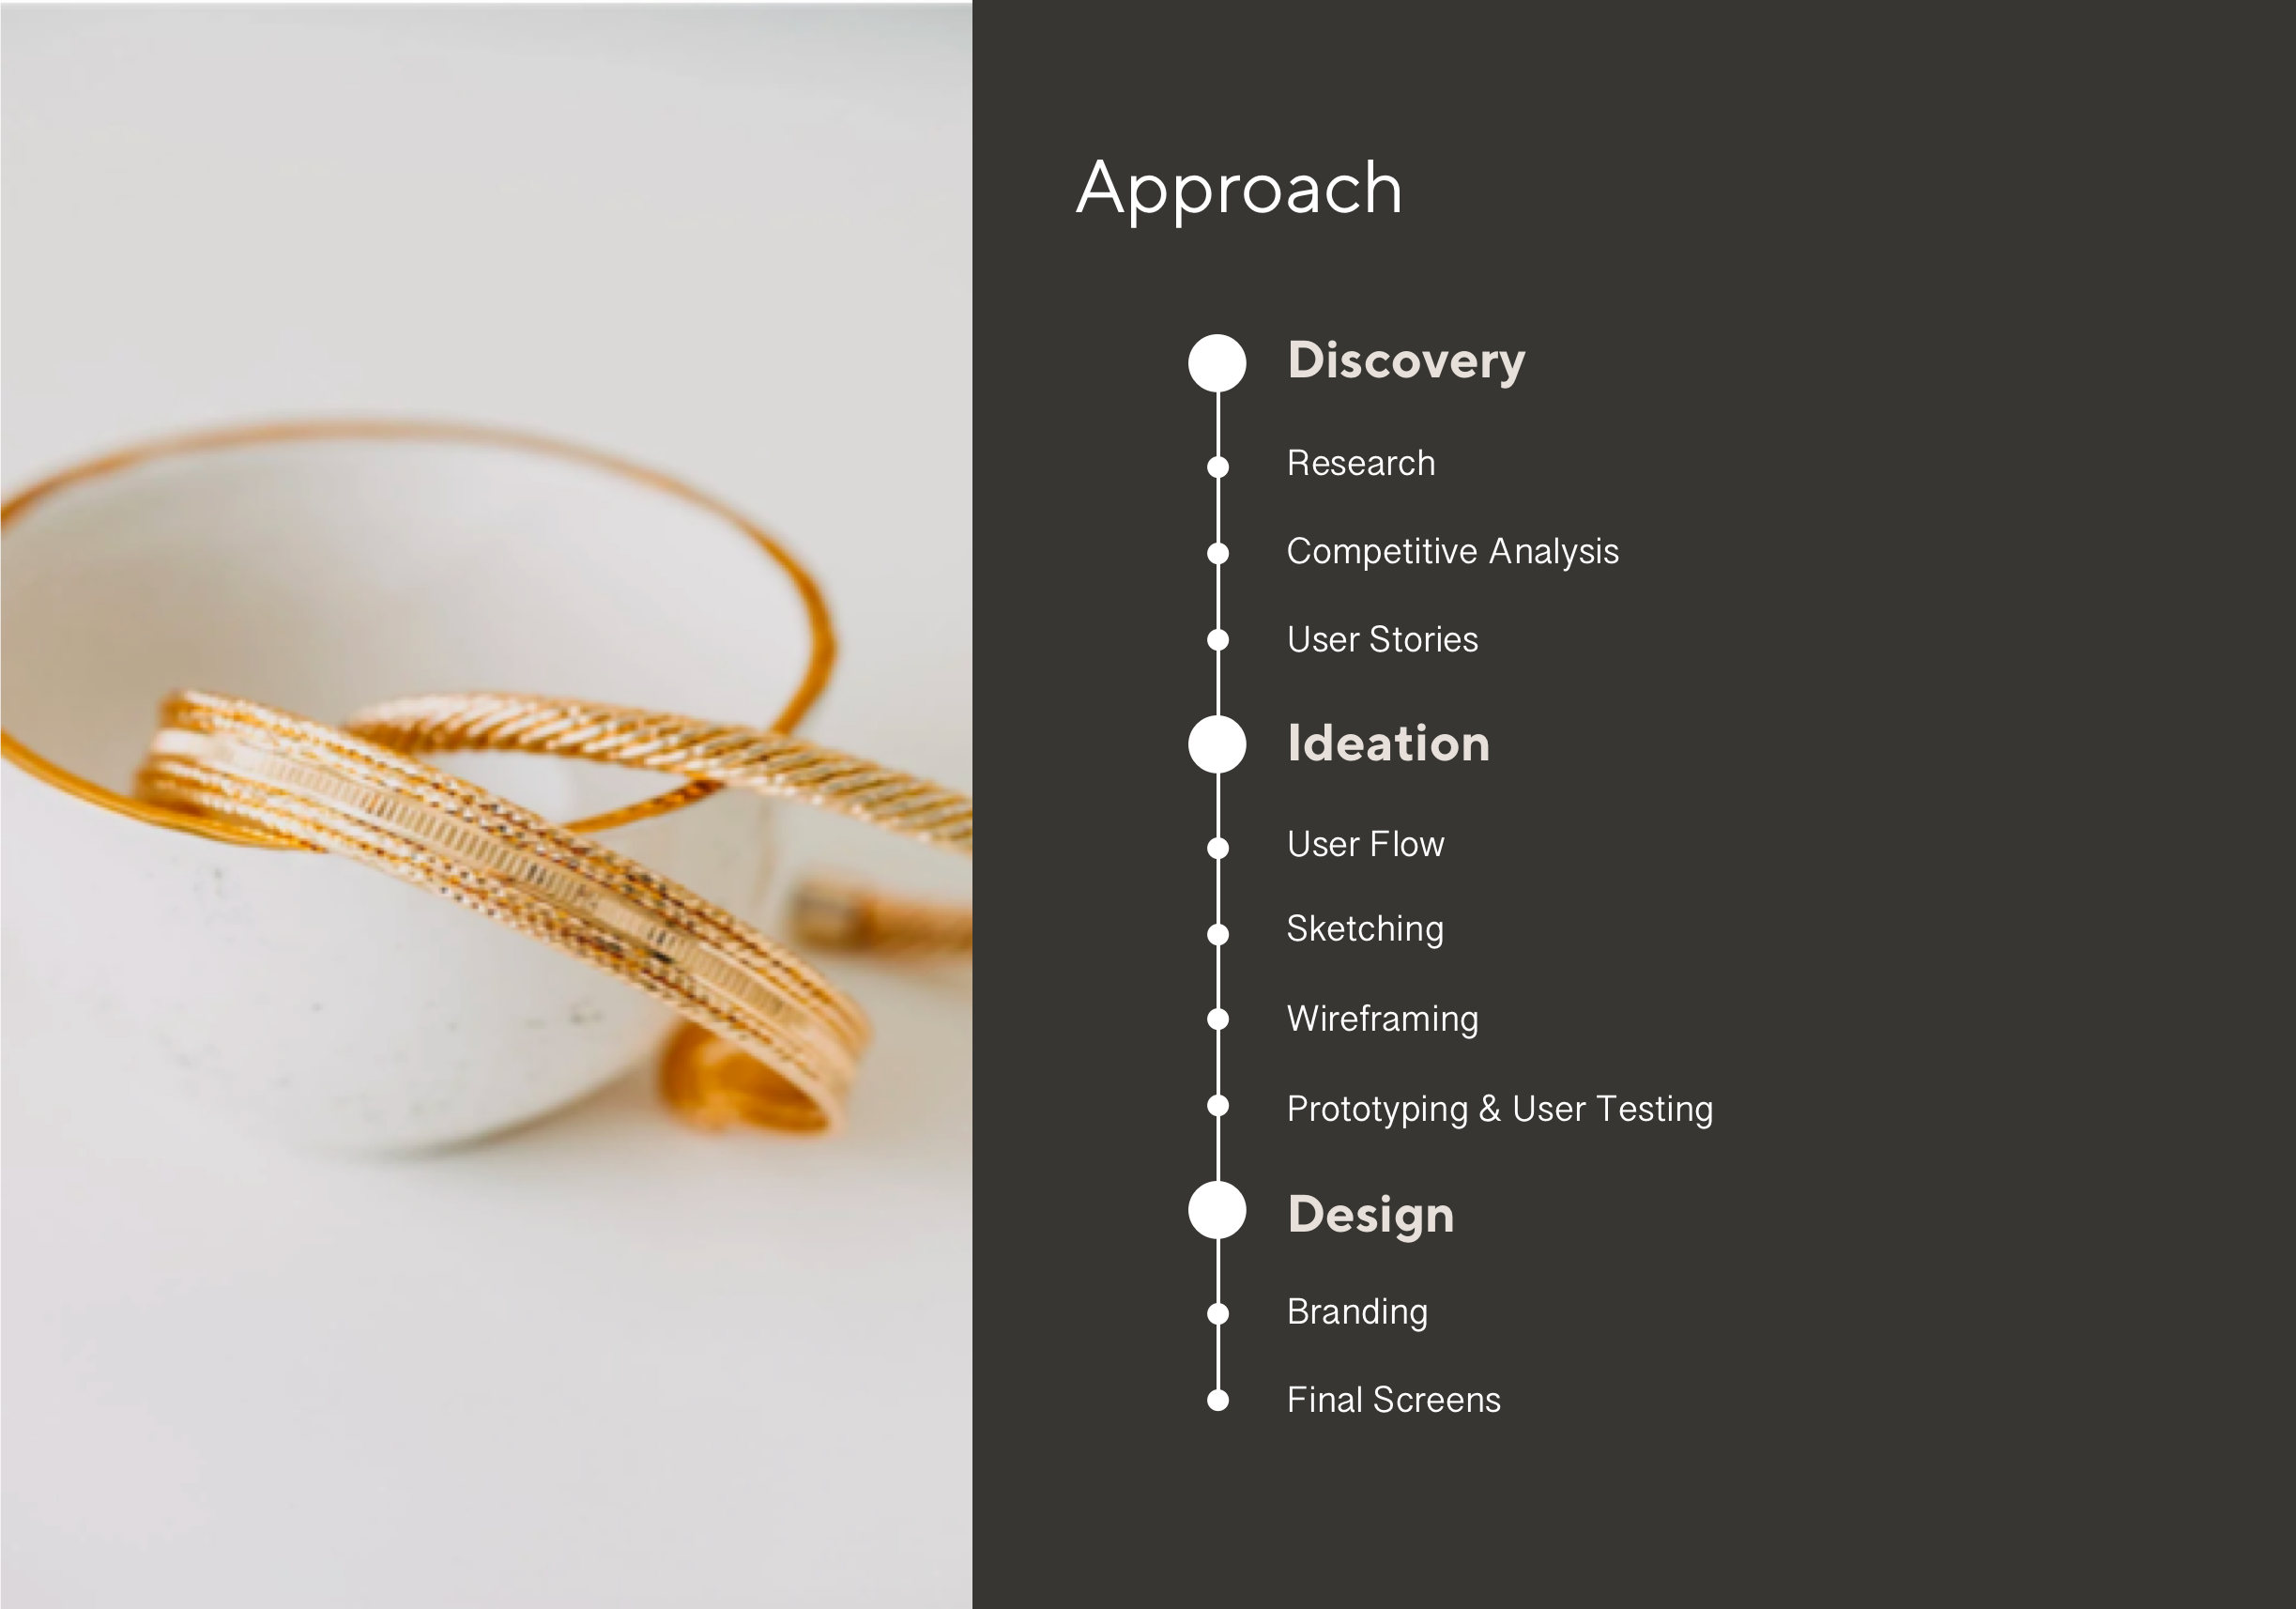 Approach
Discovery
Research
Competitive Analysis
User Stories
Ideation
User Flow
Sketching
Wireframing
Prototyping & User Testing
Design
Branding
Final Screens